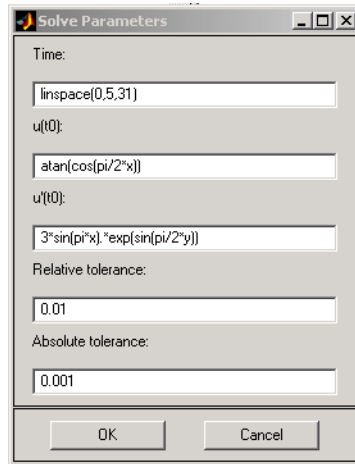 Solve Parameters
Time:
linspace(0,5,31)
u(t0):
atan(cos(pi/2*x))
u'(t0):
3*sin(pi*x).*exp(sin(pi/2*y))
Relative tolerance:
0.01
Absolute tolerance:
0.001
OK Cancel